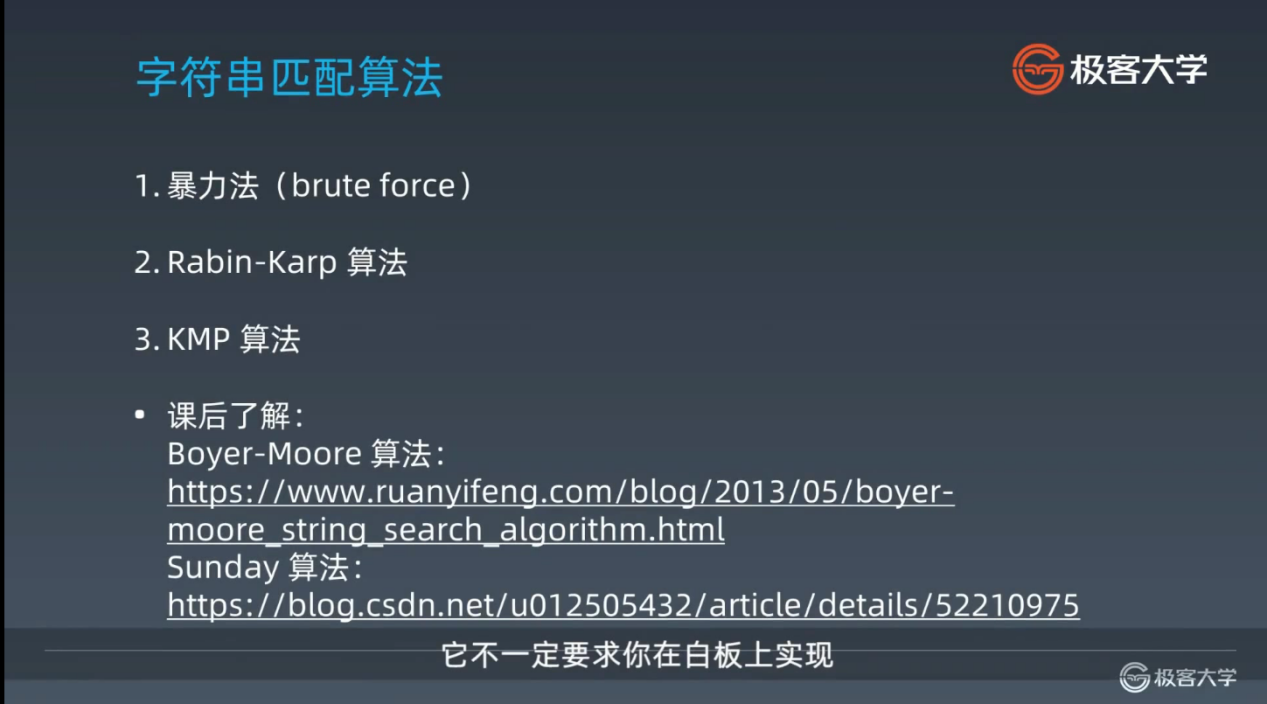 字符串匹配算法
极客大学
1. 暴力法（brute force）
2. Rabin-Karp 算法
3. KMP 算法
• 课后了解：
Boyer-Moore 算法：
https://www.ruanyifeng.com/blog/2013/05/boyer-
moore_string_search_algorithm.html
Sunday 算法：
https://blog.csdn.net/u012505432/article/details/52210975
它不一定要求你在白板上实现
极客大学